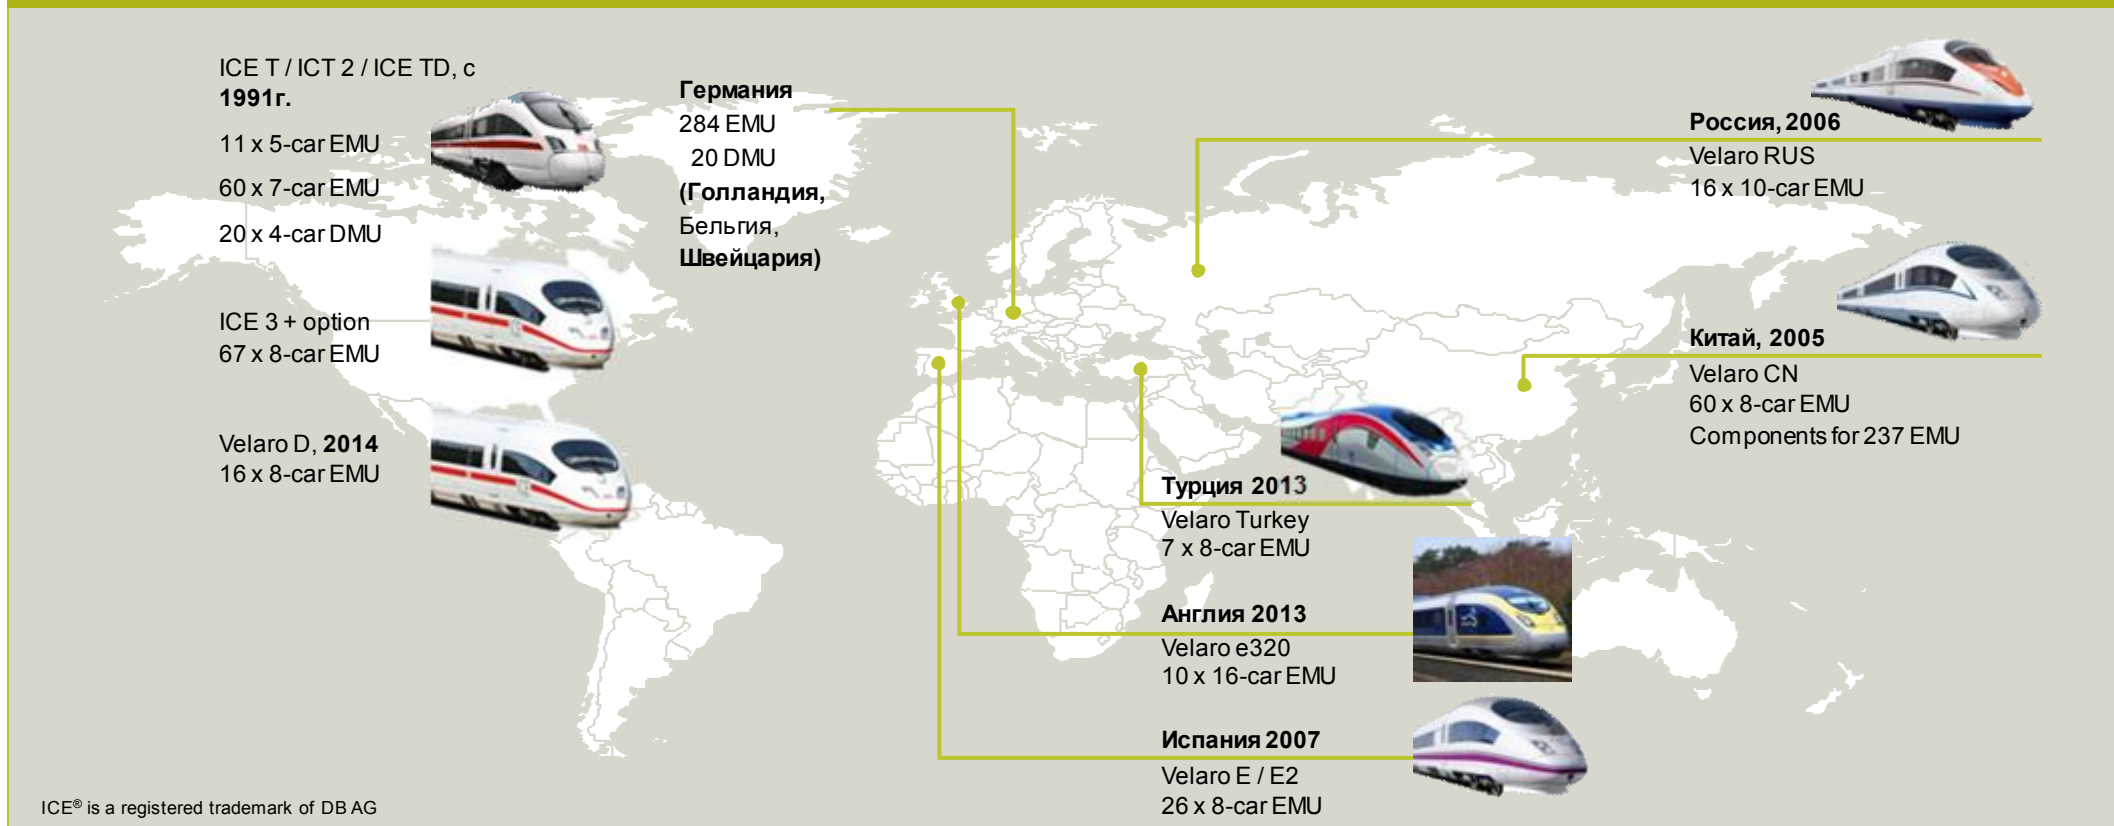 ICE T / ICT 2 / ICE TD, с
1991г.
11 x 5-car EMU
60 x 7-car EMU
20 x 4-car DMU
ICE 3 + option
67 x 8-car EMU
Velaro D, 2014
16 x 8-car EMU
Германия
284 EMU
20 DMU
(Голландия,
Бельгия,
Швейцария)
Россия, 2006
Velaro RUS
16 x 10-car EMU
Китай, 2005
Velaro CN
60 x 8-car EMU
Components for 237 EMU
Турция 2013
Velaro Turkey
7 x 8-car EMU
Англия 2013
Velaro e320
10 x 16-car EMU
Испания 2007
Velaro E / E2
26 x 8-car EMU
ICE® is a registered trademark of DB AG